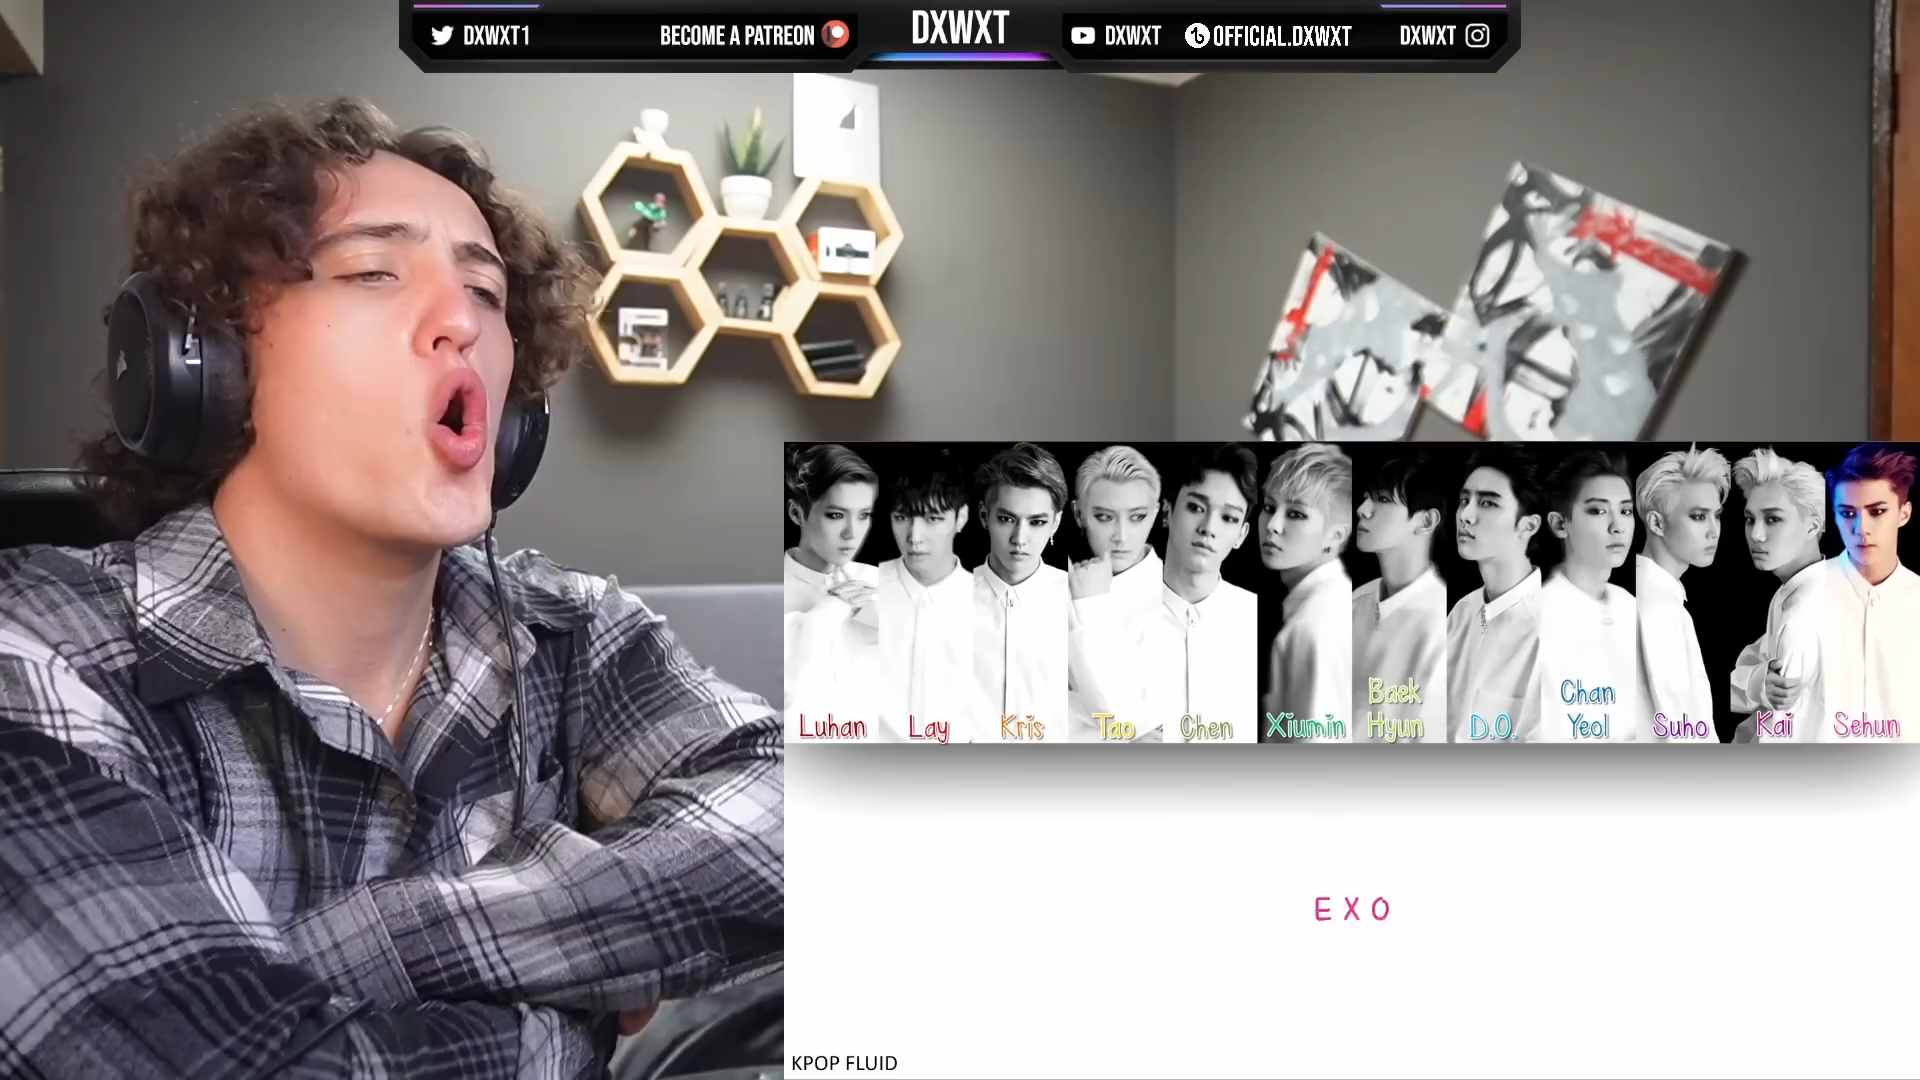 DXWXT1
BECOME A PATREON
DXWXT
DXWXT
OFFICIAL.DXWXT
DXWXT
Luhan
Lay
Kris
Tao
Chen
Xiumin
Baek
Hyun
D.O.
Chan
Yeol
Suho
Kai
Sehun
E X O
KPOP FLUID